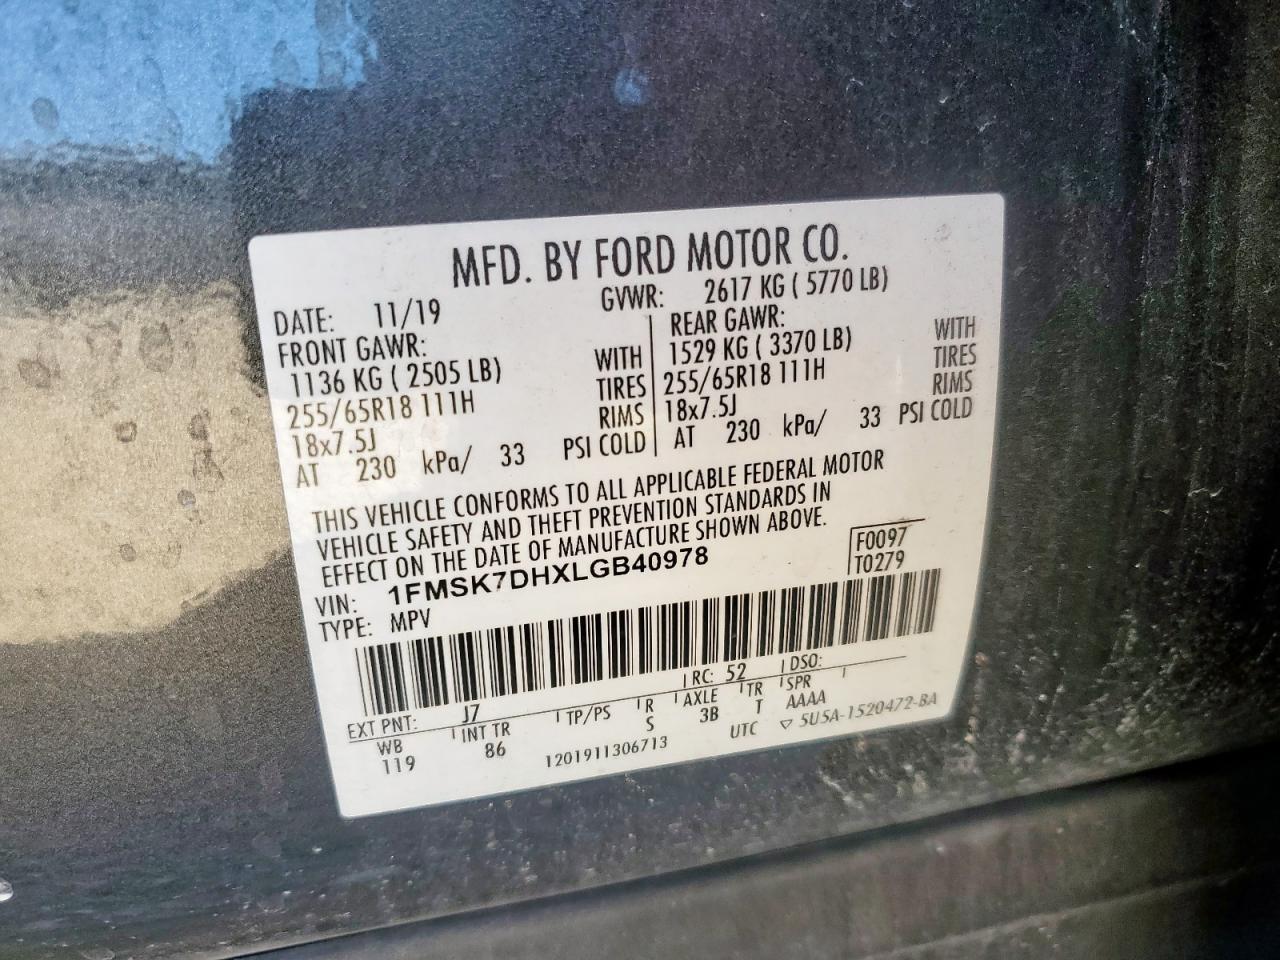 MFD. BY FORD MOTOR CO.
DATE: 11/19 GVWR: 2617 KG ( 5770 LB)
FRONT GAWR: REAR GAWR:
1136 KG ( 2505 LB) WITH 1529 KG ( 3370 LB) WITH
255/65R18 111H TIRES 255/65R18 111H TIRES
18x7.5J RIMS 18x7.5J RIMS
AT 230 kPa/ 33 PSI COLD AT 230 kPa/ 33 PSI COLD
THIS VEHICLE CONFORMS TO ALL APPLICABLE FEDERAL MOTOR
VEHICLE SAFETY AND THEFT PREVENTION STANDARDS IN
EFFECT ON THE DATE OF MANUFACTURE SHOWN ABOVE.
VIN: 1FMSK7DHXLGB40978 F0097
TYPE: MPV T0279
EXT PNT: J7 RC: 52 DSO:
WB INT TR TP/PS R AXLE TR SPR
119 86 S 3B T AAAA
1201911306713 UTC ▽ 5U5A-1520472-BA